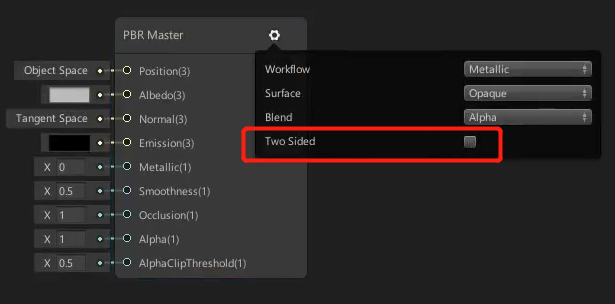 PBR Master
Object Space Position(3)
Albedo(3)
Tangent Space Normal(3)
Emission(3)
X 0 Metallic(1)
X 0.5 Smoothness(1)
X 1 Occlusion(1)
X 1 Alpha(1)
X 0.5 AlphaClipThreshold(1)
Workflow Metallic
Surface Opaque
Blend Alpha
Two Sided